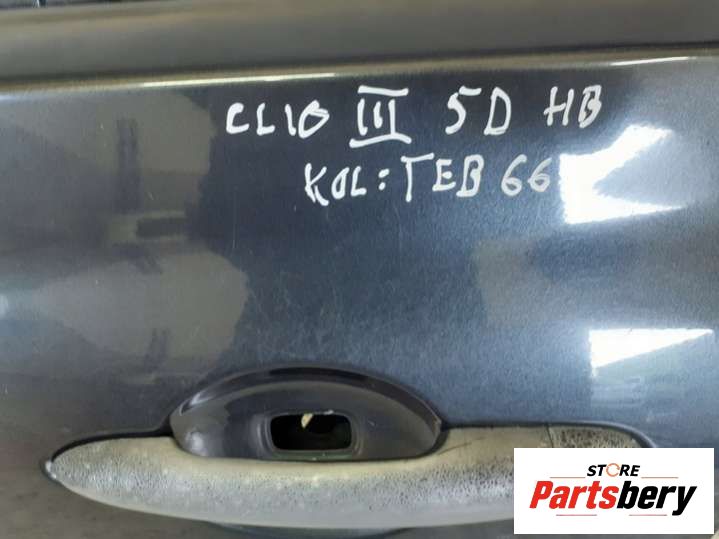 CLIO III 5D HB
KOL: TEB 66
STORE
Partsbery